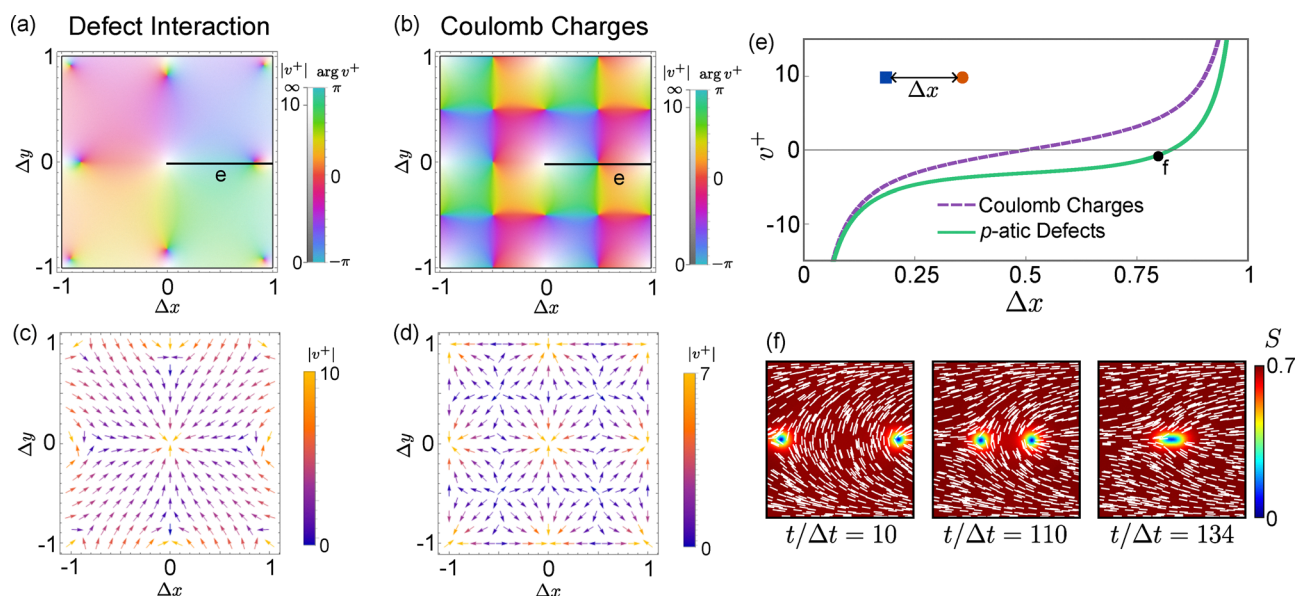 (a) Defect Interaction
|v⁺| arg v⁺
1
0
-1
Δy
-1 0 1
Δx
e
∞ π
10
0
0 -π
(b) Coulomb Charges
|v⁺| arg v⁺
1
0
-1
Δy
-1 0 1
Δx
e
∞ π
10
0
0 -π
(c)
|v⁺|
10
0
1
0
-1
Δy
-1 0 1
Δx
(d)
|v⁺|
7
0
1
0
-1
Δy
-1 0 1
Δx
(e)
10
0
-10
v⁺
Δx
f
Coulomb Charges
p-atic Defects
0 0.25 0.5 0.75 1
Δx
(f)
S
0.7
0
t/Δt = 10 t/Δt = 110 t/Δt = 134